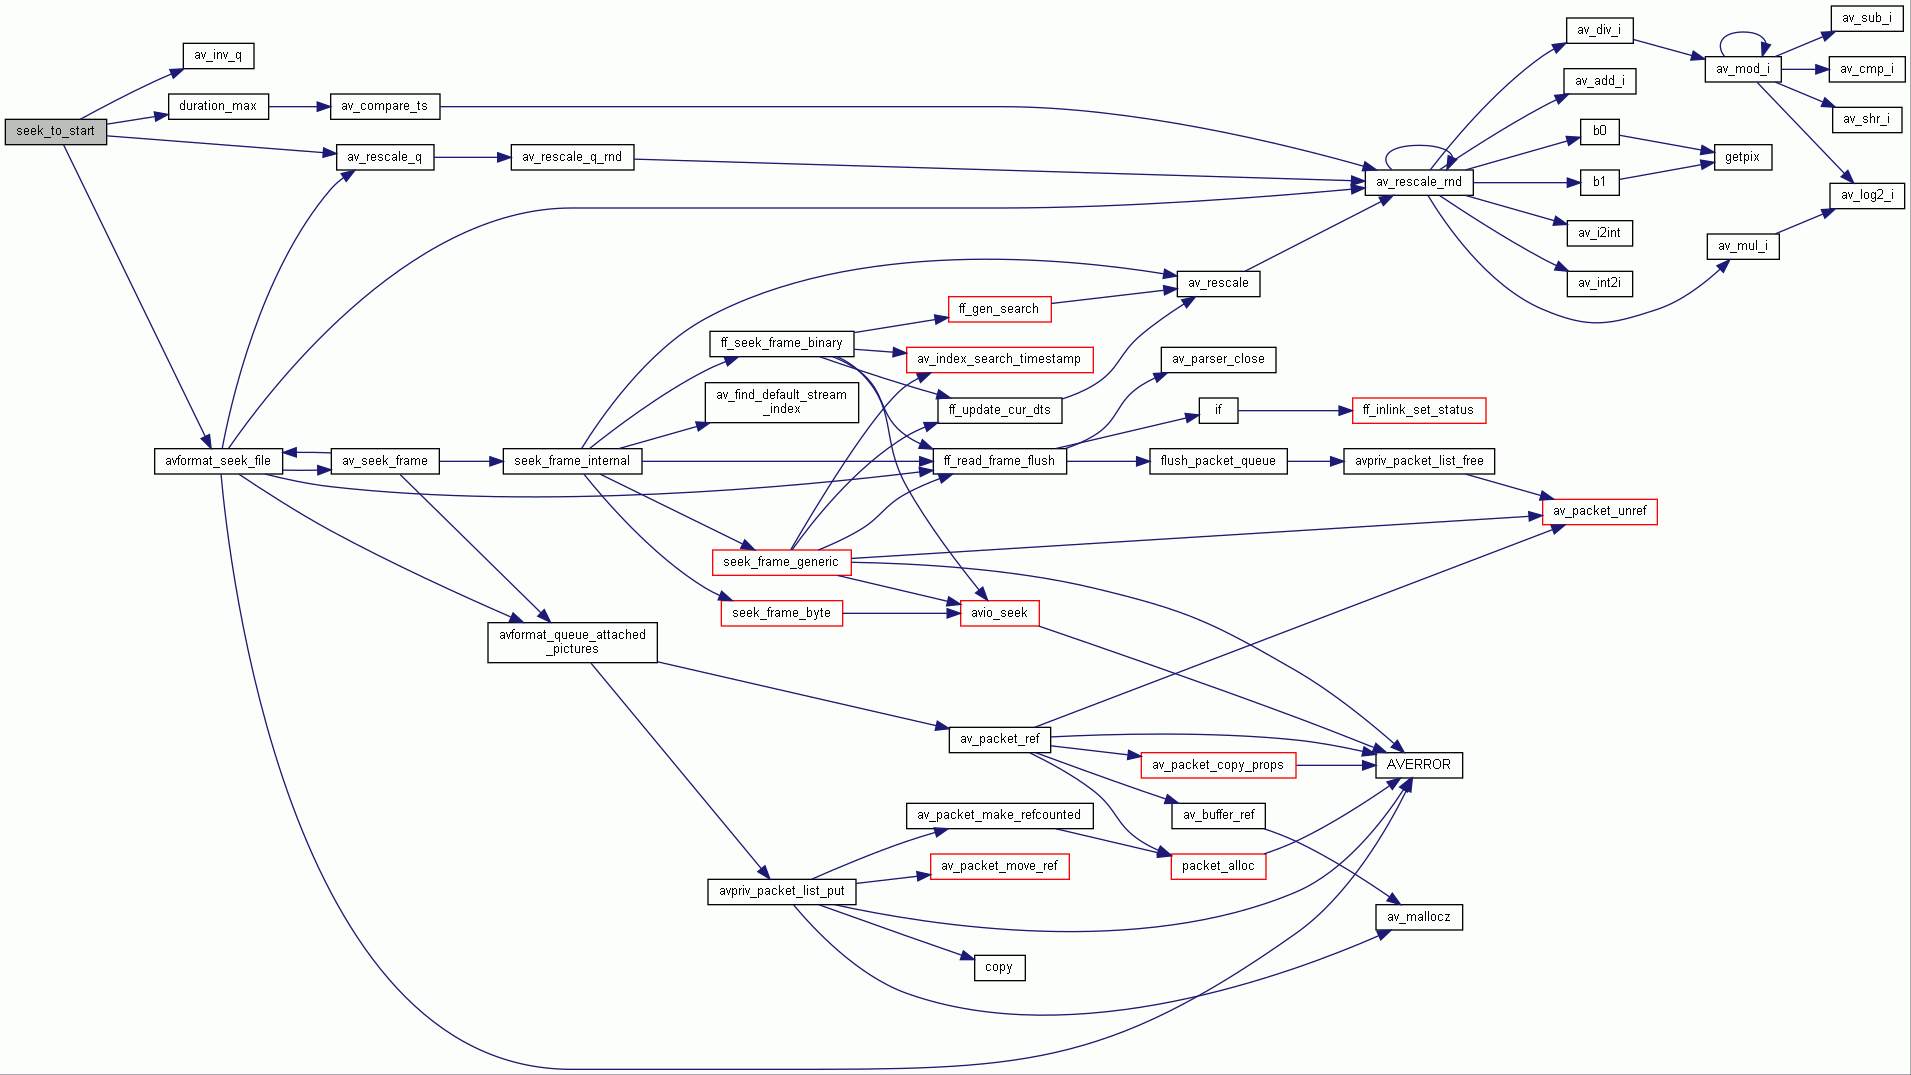 seek_to_start
av_inv_q
duration_max
av_compare_ts
av_rescale_q
av_rescale_q_rnd
avformat_seek_file
av_seek_frame
seek_frame_internal
avformat_queue_attached
_pictures
ff_seek_frame_binary
av_find_default_stream
_index
seek_frame_generic
seek_frame_byte
avpriv_packet_list_put
ff_gen_search
av_index_search_timestamp
ff_update_cur_dts
ff_read_frame_flush
avio_seek
av_packet_ref
av_packet_make_refcounted
av_packet_move_ref
copy
av_rescale
av_parser_close
if
flush_packet_queue
av_packet_copy_props
av_buffer_ref
packet_alloc
av_rescale_rnd
ff_inlink_set_status
avpriv_packet_list_free
AVERROR
av_mallocz
av_div_i
av_add_i
b0
b1
av_i2int
av_int2i
av_packet_unref
av_mod_i
getpix
av_mul_i
av_sub_i
av_cmp_i
av_shr_i
av_log2_i